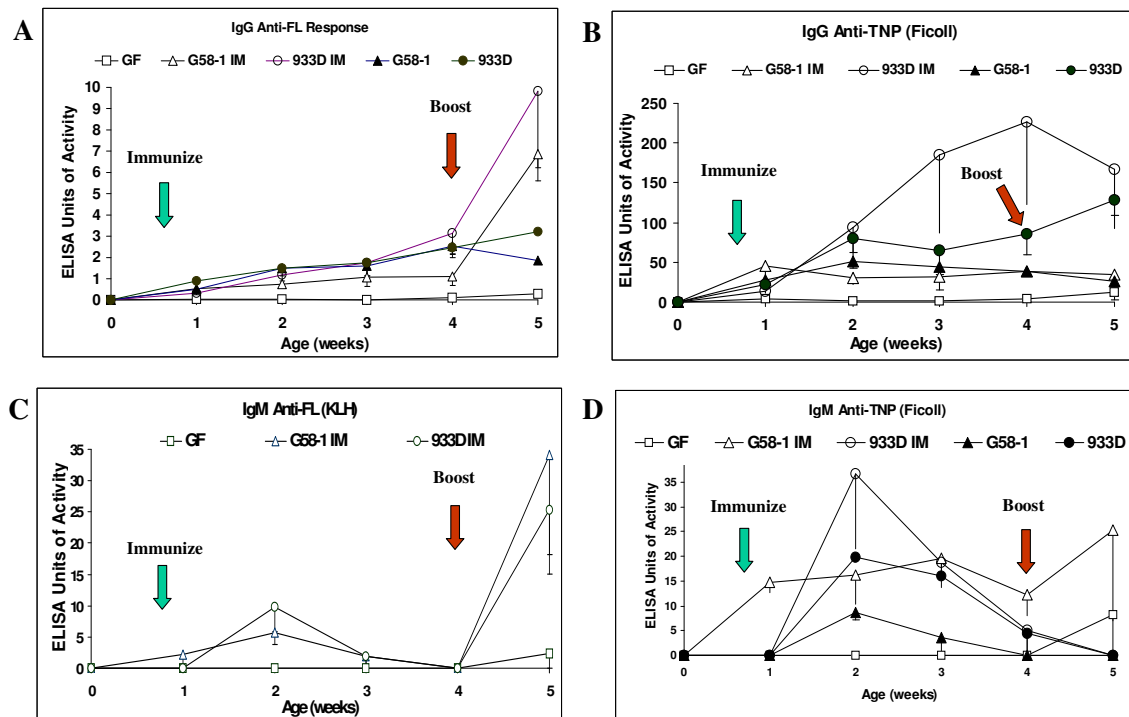 A
IgG Anti-FL Response
GF G58-1 IM 933D IM G58-1 933D
ELISA Units of Activity
10
9
8
7
6
5
4
3
2
1
0
Immunize
Boost
0 1 2 3 4 5
Age (weeks)
B
IgG Anti-TNP (Ficoll)
GF G58-1 IM 933D IM G58-1 933D
ELISA Units of Activity
250
200
150
100
50
0
Immunize
Boost
0 1 2 3 4 5
Age (weeks)
C
IgM Anti-FL (KLH)
GF G58-1 IM 933D IM
ELISA Units of Activity
35
30
25
20
15
10
5
0
Immunize
Boost
0 1 2 3 4 5
Age (weeks)
D
IgM Anti-TNP (Ficoll)
GF G58-1 IM 933D IM G58-1 933D
ELISA Units of Activity
35
30
25
20
15
10
5
0
Immunize
Boost
0 1 2 3 4 5
Age (weeks)